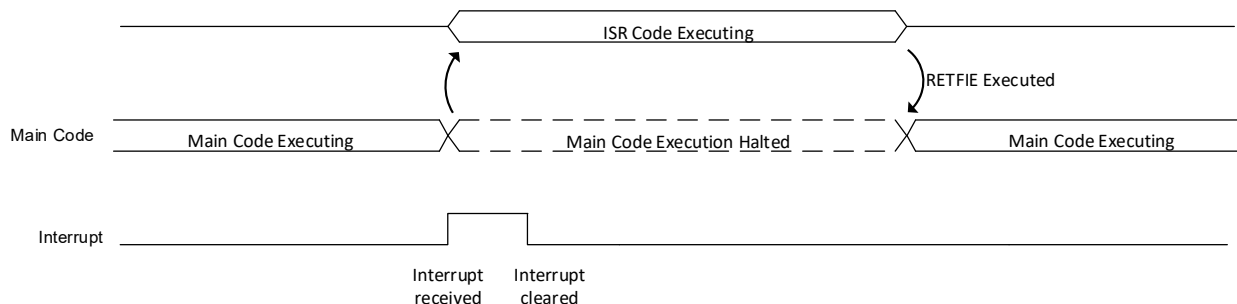 ISR Code Executing
RETFIE Executed
Main Code
Main Code Executing
Main Code Execution Halted
Main Code Executing
Interrupt
Interrupt
received
Interrupt
cleared